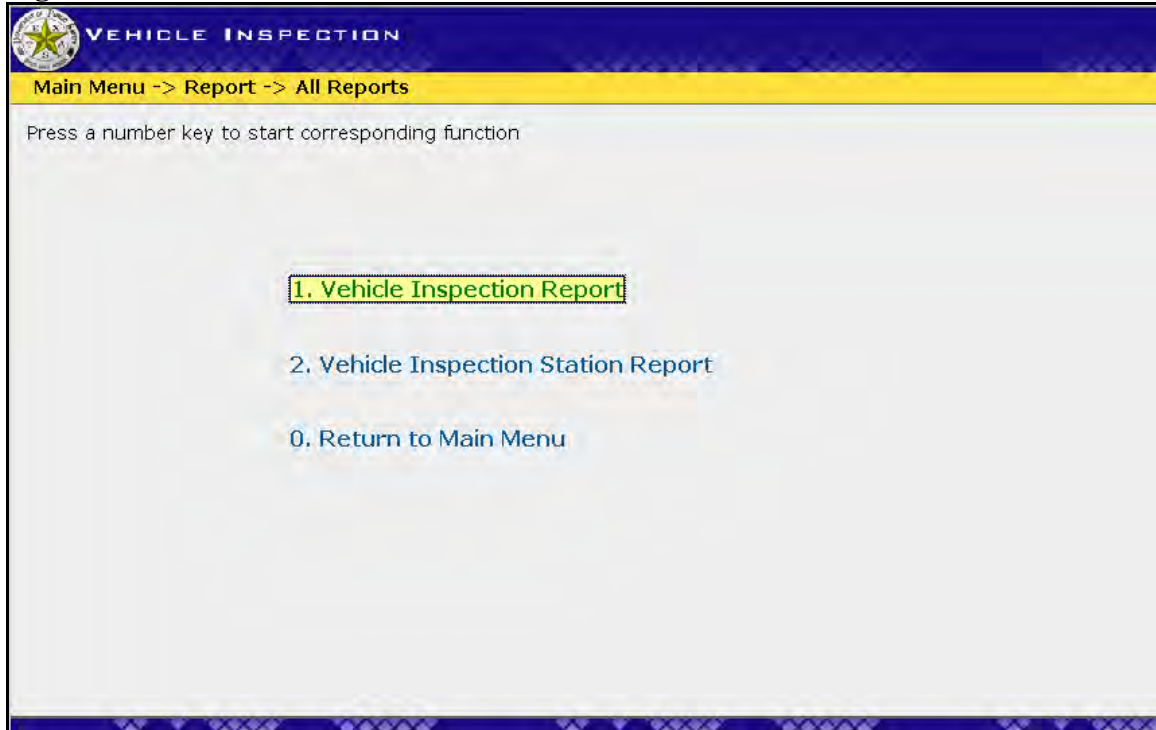 VEHICLE INSPECTION
Main Menu -> Report -> All Reports
Press a number key to start corresponding function
1. Vehicle Inspection Report
2. Vehicle Inspection Station Report
0. Return to Main Menu